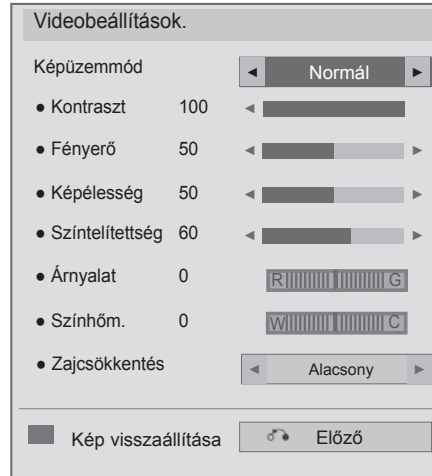 Videobeállítások.
Képüzemmód ◄ Normál ►
● Kontraszt 100 ◄
● Fényerő 50 ◄ ►
● Képélesség 50 ◄ ►
● Színtelítettség 60 ◄ ►
● Árnyalat 0 R G
● Színhőm. 0 W C
● Zajcsökkentés ◄ Alacsony ►
Kép visszaállítása Előző